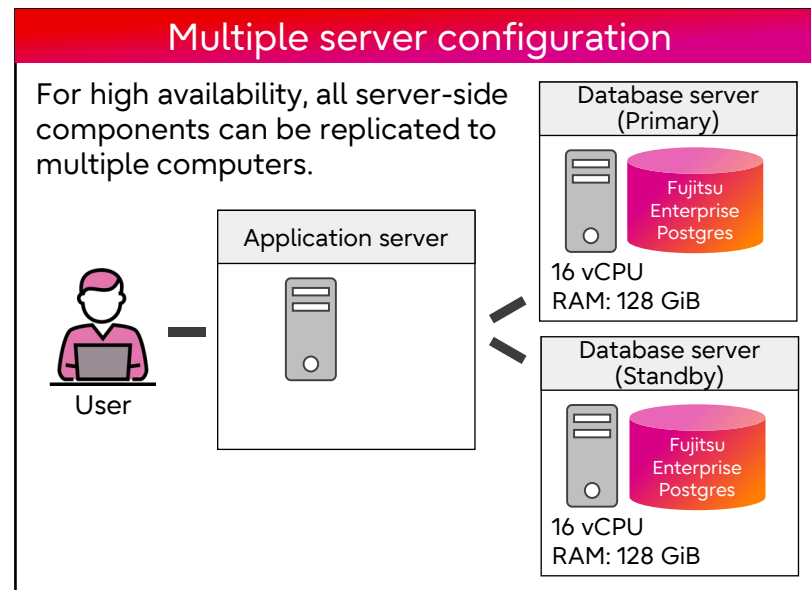 Multiple server configuration
For high availability, all server-side
components can be replicated to
multiple computers.
User
Application server
Database server
(Primary)
Fujitsu
Enterprise
Postgres
16 vCPU
RAM: 128 GiB
Database server
(Standby)
Fujitsu
Enterprise
Postgres
16 vCPU
RAM: 128 GiB